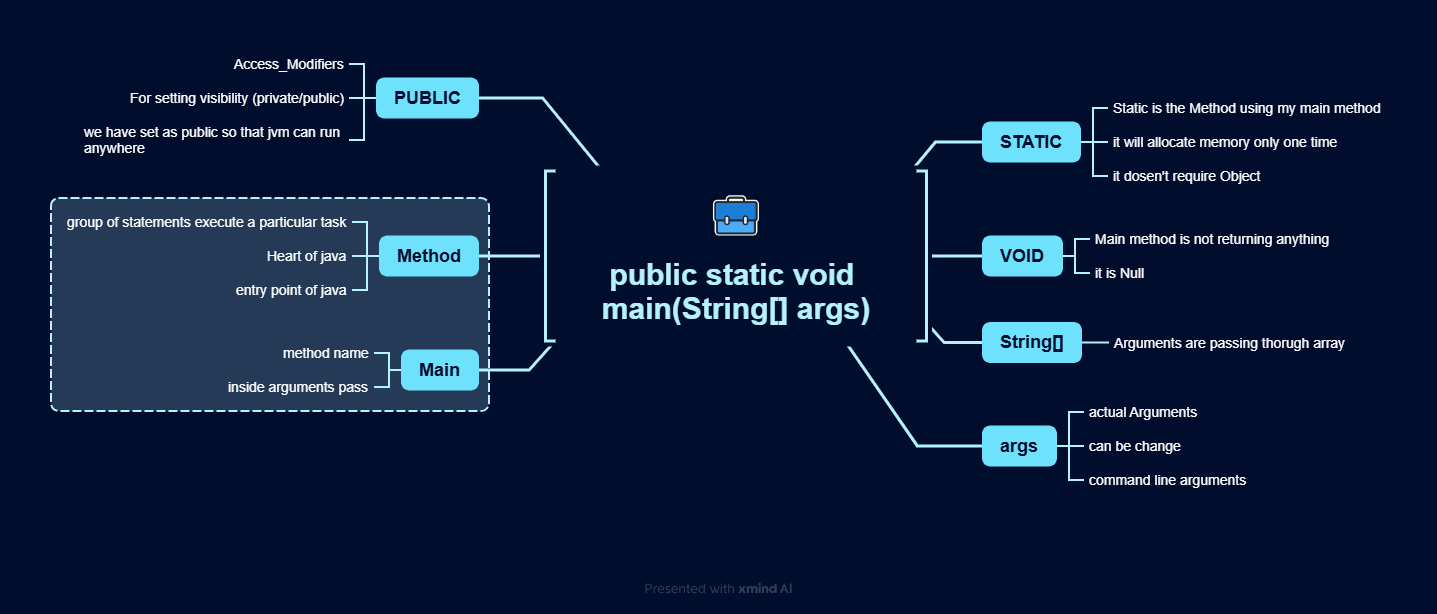 public static void
main(String[] args)
PUBLIC
Access_Modifiers
For setting visibility (private/public)
we have set as public so that jvm can run
anywhere
Method
group of statements execute a particular task
Heart of java
entry point of java
Main
method name
inside arguments pass
STATIC
Static is the Method using my main method
it will allocate memory only one time
it dosen't require Object
VOID
Main method is not returning anything
it is Null
String[]
Arguments are passing thorugh array
args
actual Arguments
can be change
command line arguments
Presented with xmind AI